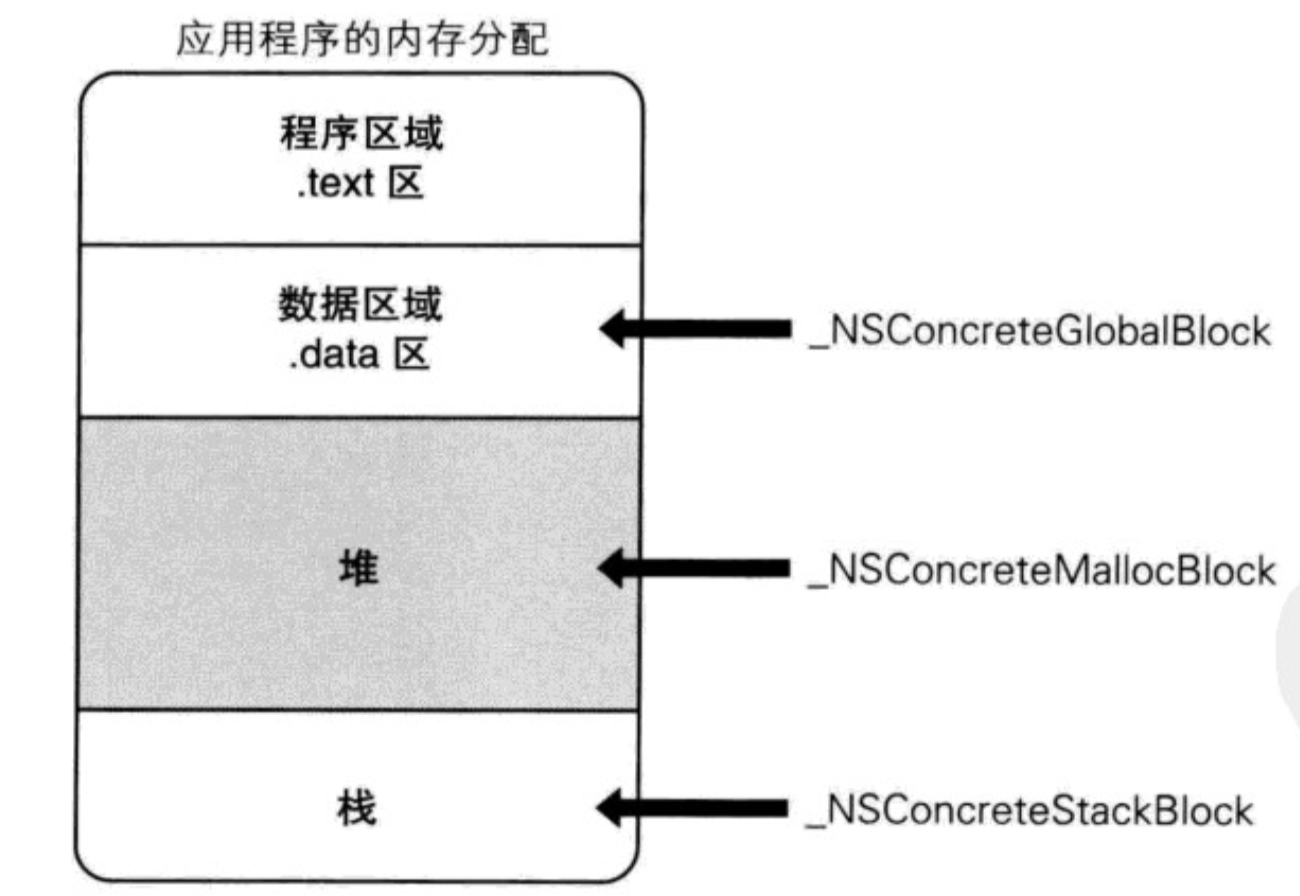 应用程序的内存分配
程序区域
.text 区
数据区域
.data 区
_NSConcreteGlobalBlock
堆
_NSConcreteMallocBlock
栈
_NSConcreteStackBlock